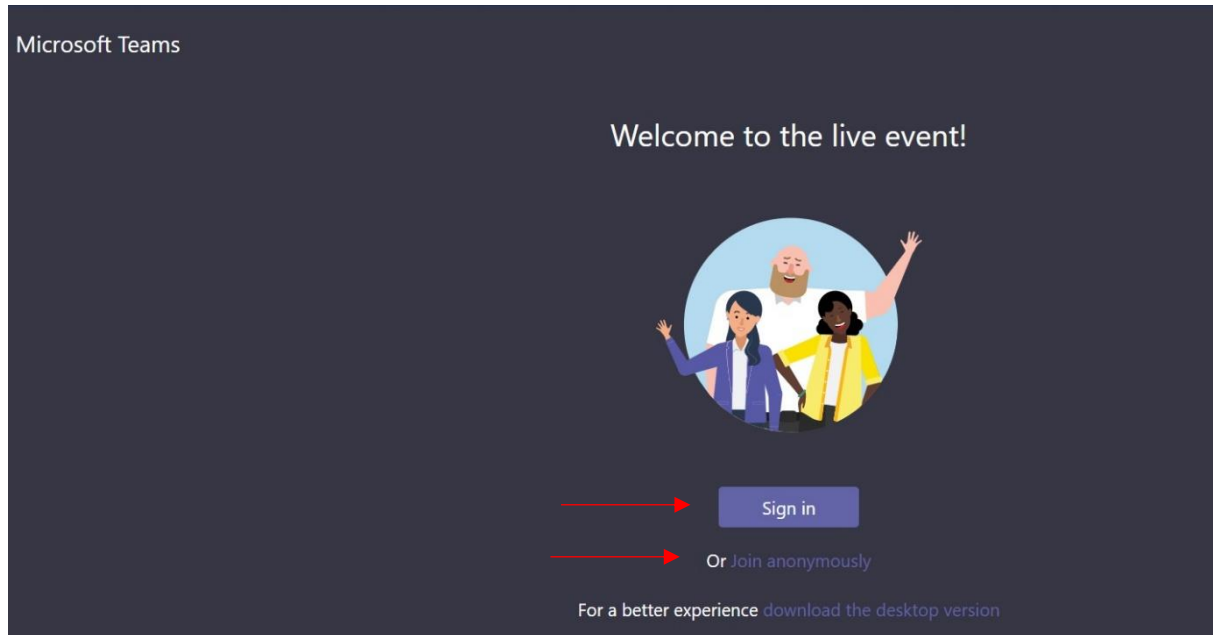 Microsoft Teams
Welcome to the live event!
Sign in
Or Join anonymously
For a better experience download the desktop version